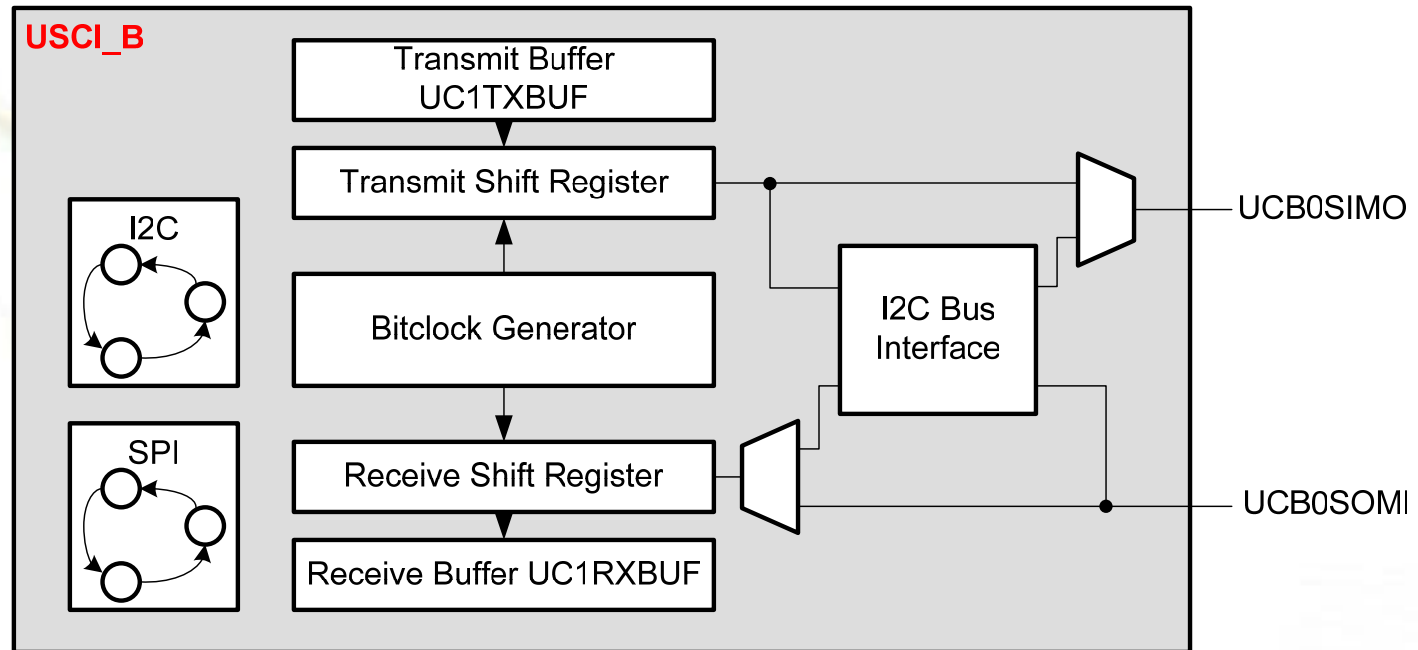 USCI_B
Transmit Buffer
UC1TXBUF
Transmit Shift Register
I2C
Bitclock Generator
I2C Bus
Interface
UCB0SIMO
SPI
Receive Shift Register
UCB0SOMI
Receive Buffer UC1RXBUF